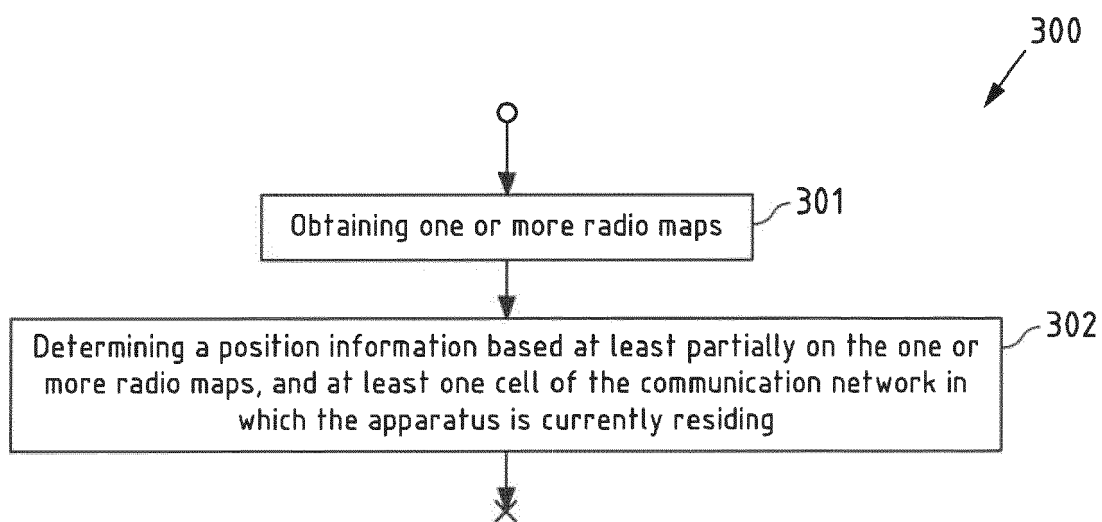 300
Obtaining one or more radio maps
301
Determining a position information based at least partially on the one or
more radio maps, and at least one cell of the communication network in
which the apparatus is currently residing
302